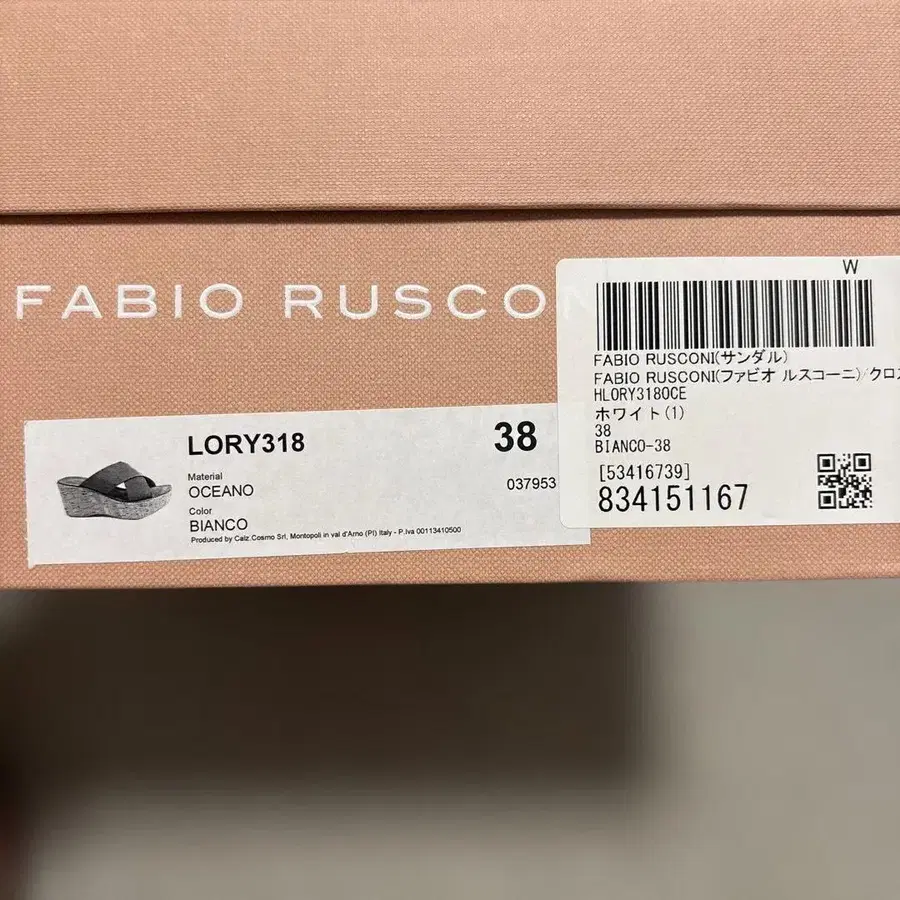 FABIO RUSCON
LORY318
38
Material
OCEANO
037953
Color
BIANCO
Produced by Calz.Cosmo Srl, Montopoli in val d'Arno (PI) Italy - P.Iva 00113410500
W
FABIO RUSCONI(サンダル)
FABIO RUSCONI(ファビオ ルスコーニ)/クロス
HLORY318OCE
ホワイト(1)
38
BIANCO-38
[53416739]
834151167